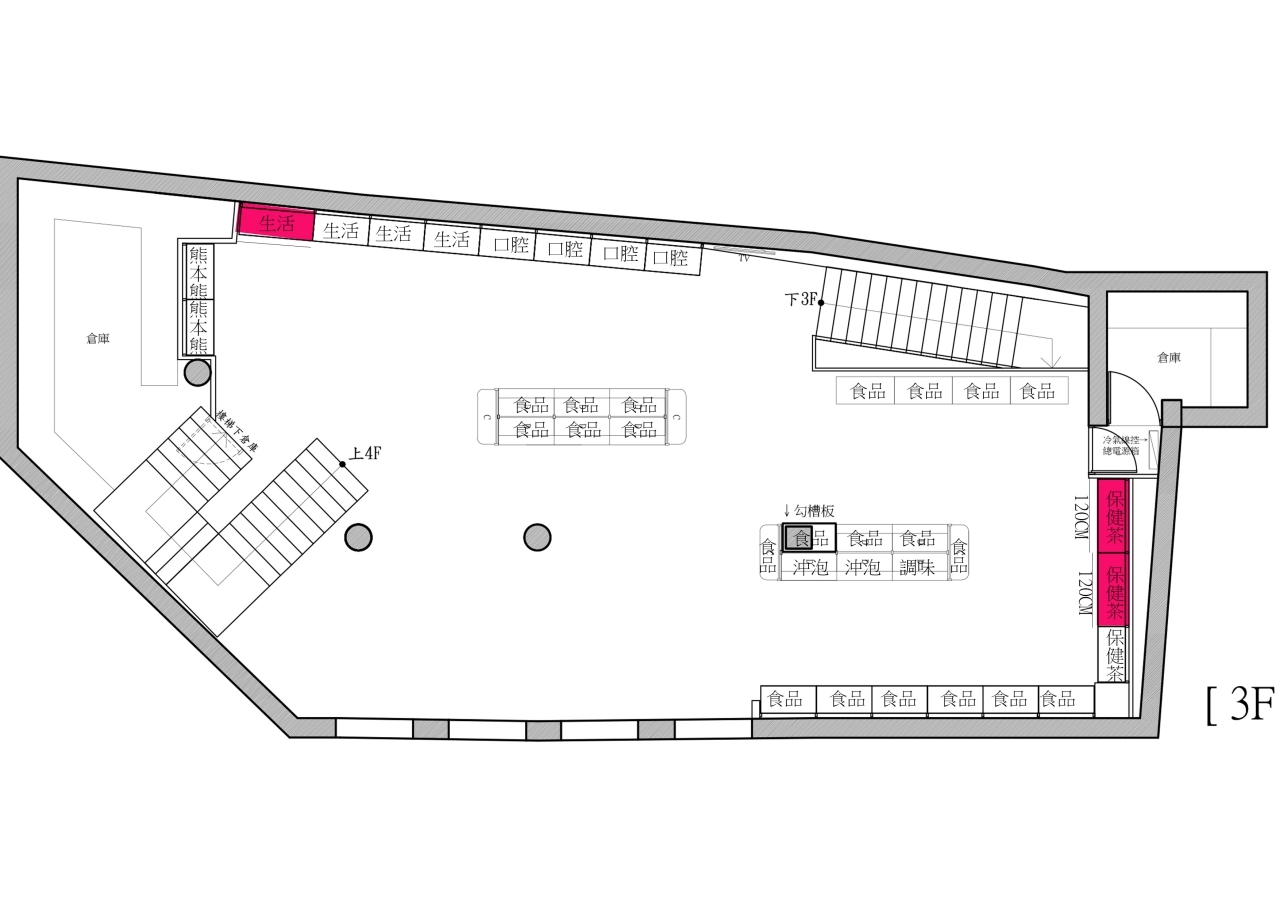 生活
生活
生活
生活
口腔
口腔
口腔
口腔
TV
熊本熊
熊本熊
倉庫
下3F
倉庫
食品 食品 食品 食品
食品 食品 食品
C
C
食品 食品 食品
樓梯下倉庫
上4F
冷氣線控→
總電源箱
↓勾槽板
食品 食品 食品
食品
食品
沖泡 沖泡 調味
保健茶
120CM
保健茶
120CM
保健茶
食品 食品 食品 食品 食品 食品
[ 3F